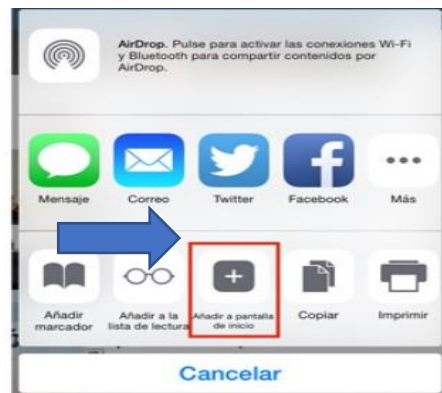 AirDrop. Pulse para activar las conexiones Wi-Fi
y Bluetooth para compartir contenidos por
AirDrop.
Mensaje
Correo
Twitter
Facebook
Más
Añadir
marcador
Añadir a la
lista de lectura
Añadir a pantalla
de inicio
Copiar
Imprimir
Cancelar